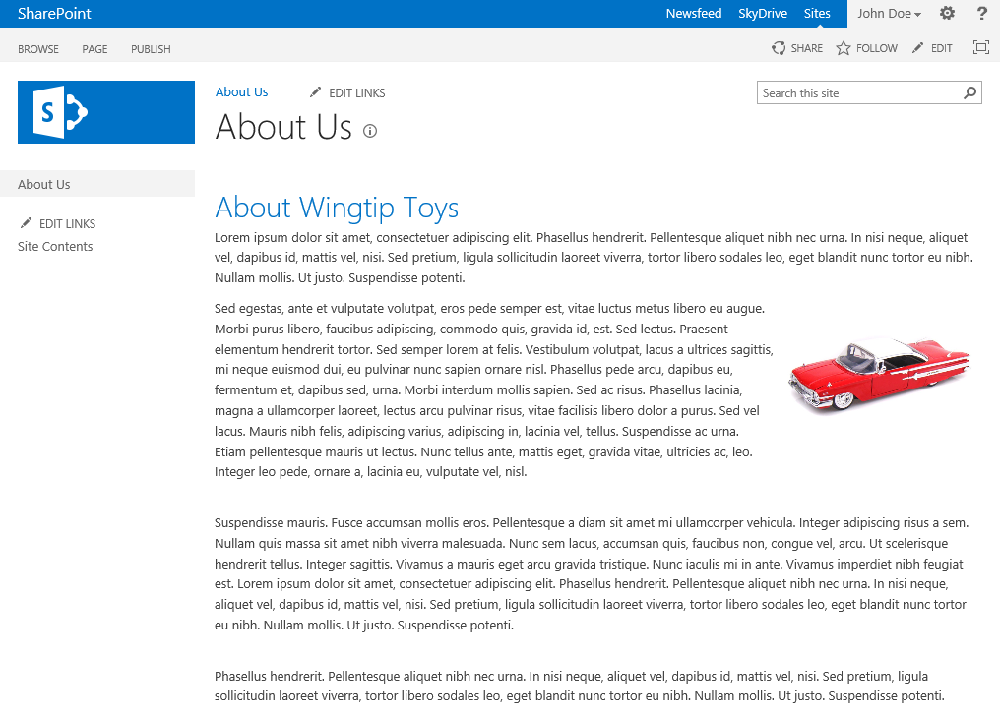 SharePoint
Newsfeed SkyDrive Sites John Doe ?
BROWSE PAGE PUBLISH
SHARE FOLLOW EDIT
S
About Us EDIT LINKS
Search this site
About Us
About Us
EDIT LINKS
Site Contents
About Wingtip Toys
Lorem ipsum dolor sit amet, consectetuer adipiscing elit. Phasellus hendrerit. Pellentesque aliquet nibh nec urna. In nisi neque, aliquet
vel, dapibus id, mattis vel, nisi. Sed pretium, ligula sollicitudin laoreet viverra, tortor libero sodales leo, eget blandit nunc tortor eu nibh.
Nullam mollis. Ut justo. Suspendisse potenti.
Sed egestas, ante et vulputate volutpat, eros pede semper est, vitae luctus metus libero eu augue.
Morbi purus libero, faucibus adipiscing, commodo quis, gravida id, est. Sed lectus. Praesent
elementum hendrerit tortor. Sed semper lorem at felis. Vestibulum volutpat, lacus a ultrices sagittis,
mi neque euismod dui, eu pulvinar nunc sapien ornare nisl. Phasellus pede arcu, dapibus eu,
fermentum et, dapibus sed, urna. Morbi interdum mollis sapien. Sed ac risus. Phasellus lacinia,
magna a ullamcorper laoreet, lectus arcu pulvinar risus, vitae facilisis libero dolor a purus. Sed vel
lacus. Mauris nibh felis, adipiscing varius, adipiscing in, lacinia vel, tellus. Suspendisse ac urna.
Etiam pellentesque mauris ut lectus. Nunc tellus ante, mattis eget, gravida vitae, ultricies ac, leo.
Integer leo pede, ornare a, lacinia eu, vulputate vel, nisl.
Suspendisse mauris. Fusce accumsan mollis eros. Pellentesque a diam sit amet mi ullamcorper vehicula. Integer adipiscing risus a sem.
Nullam quis massa sit amet nibh viverra malesuada. Nunc sem lacus, accumsan quis, faucibus non, congue vel, arcu. Ut scelerisque
hendrerit tellus. Integer sagittis. Vivamus a mauris eget arcu gravida tristique. Nunc iaculis mi in ante. Vivamus imperdiet nibh feugiat
est. Lorem ipsum dolor sit amet, consectetuer adipiscing elit. Phasellus hendrerit. Pellentesque aliquet nibh nec urna. In nisi neque,
aliquet vel, dapibus id, mattis vel, nisi. Sed pretium, ligula sollicitudin laoreet viverra, tortor libero sodales leo, eget blandit nunc tortor
eu nibh. Nullam mollis. Ut justo. Suspendisse potenti.
Phasellus hendrerit. Pellentesque aliquet nibh nec urna. In nisi neque, aliquet vel, dapibus id, mattis vel, nisi. Sed pretium, ligula
sollicitudin laoreet viverra, tortor libero sodales leo, eget blandit nunc tortor eu nibh. Nullam mollis. Ut justo. Suspendisse potenti.